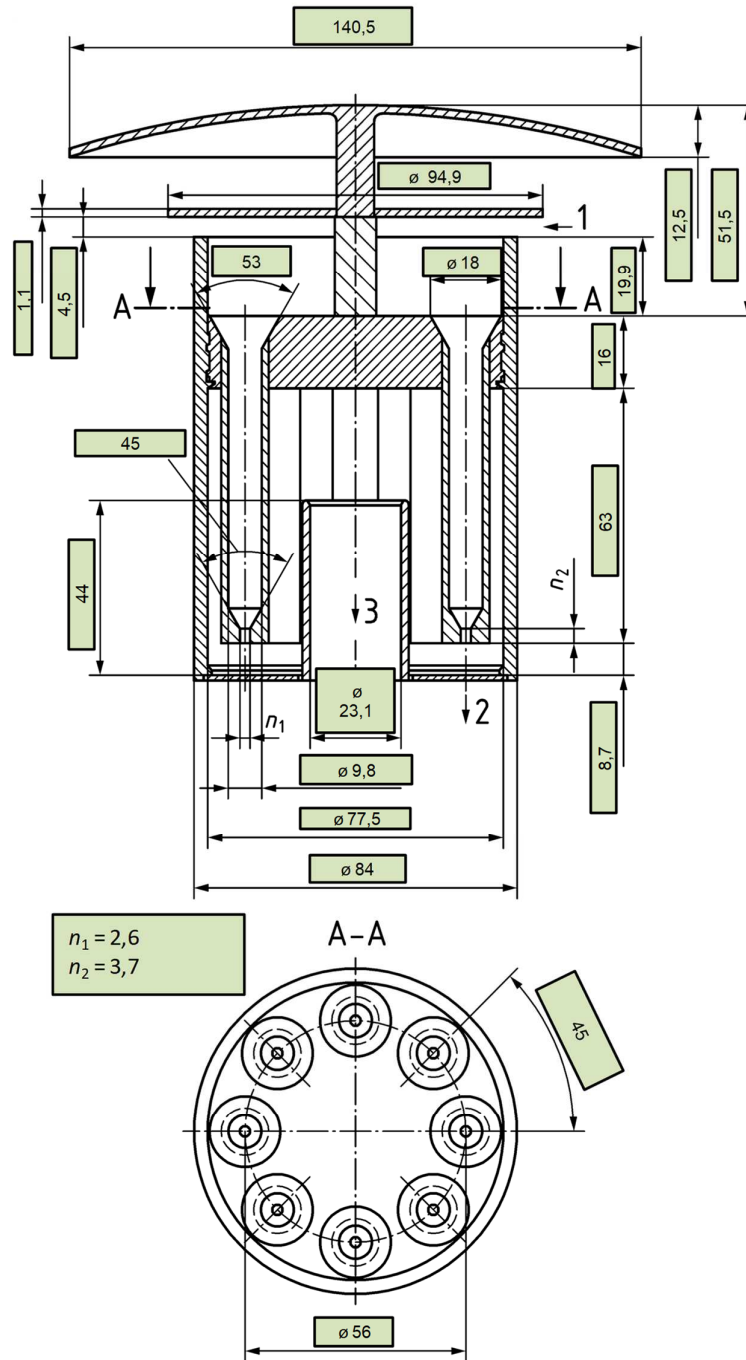 140,5
ø 94,9
1
12,5
51,5
1,1
4,5
53
ø 18
19,9
A
A
16
45
63
44
n₂
3
ø
23,1
2
n₁
8,7
ø 9,8
ø 77,5
ø 84
n₁ = 2,6
n₂ = 3,7
A–A
45
ø 56